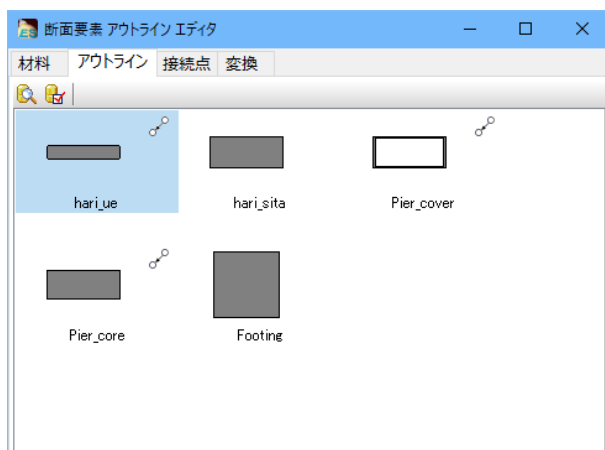 断面要素 アウトライン エディタ
材料 アウトライン 接続点 変換
hari_ue hari_sita Pier_cover
Pier_core Footing